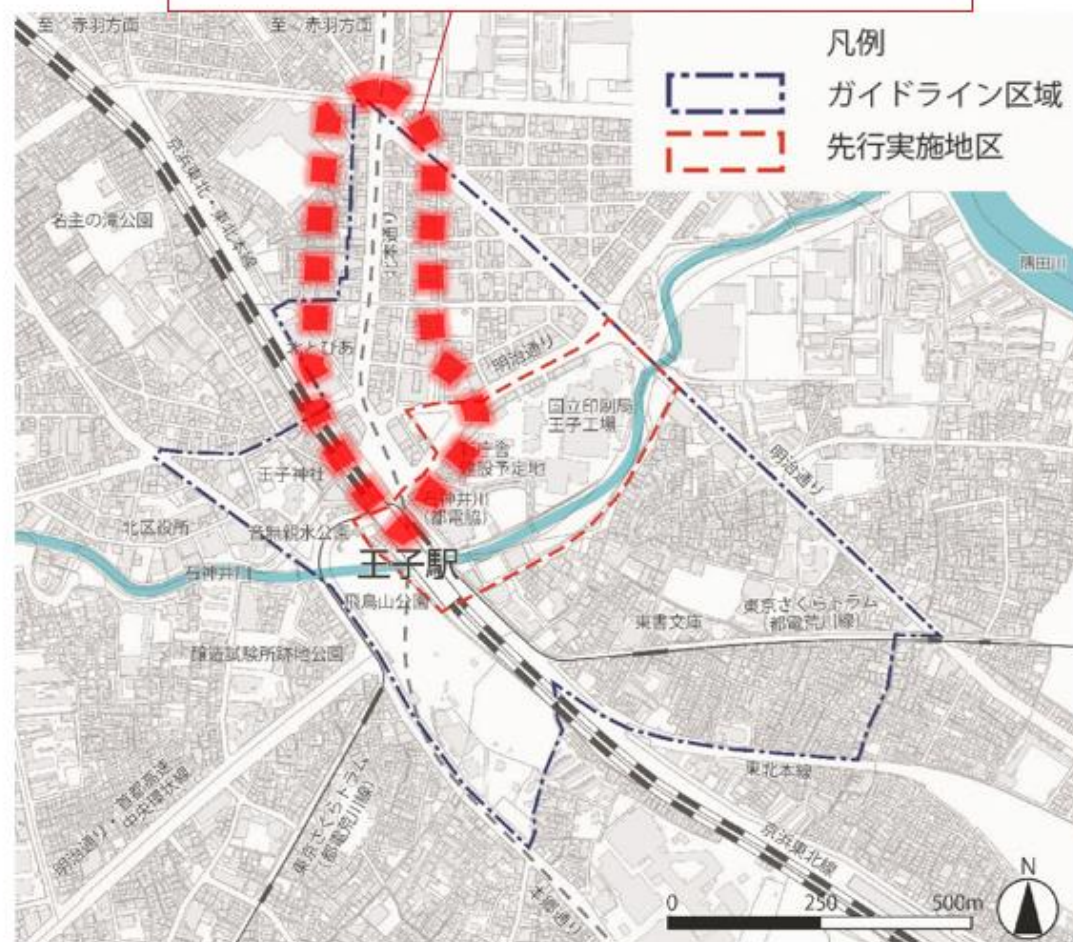 至　赤羽方面
至　赤羽方面
凡例
ガイドライン区域
先行実施地区
京浜東北・東北本線
名主の滝公園
北本通り
隅田川
明治通り
国立印刷局
王子工場
王子神社
設予定地
北区役所
音無親水公園
石神井川
（都電脇）
明治通り
王子駅
石神井川
飛鳥山公園
東書文庫
東京さくらトラム
（都電荒川線）
醸造試験所跡地公園
東北本線
明治通り・首都高速
中央環状線
東京さくらトラム
（都電荒川線）
京浜東北線
本郷通り
N
0
250
500m